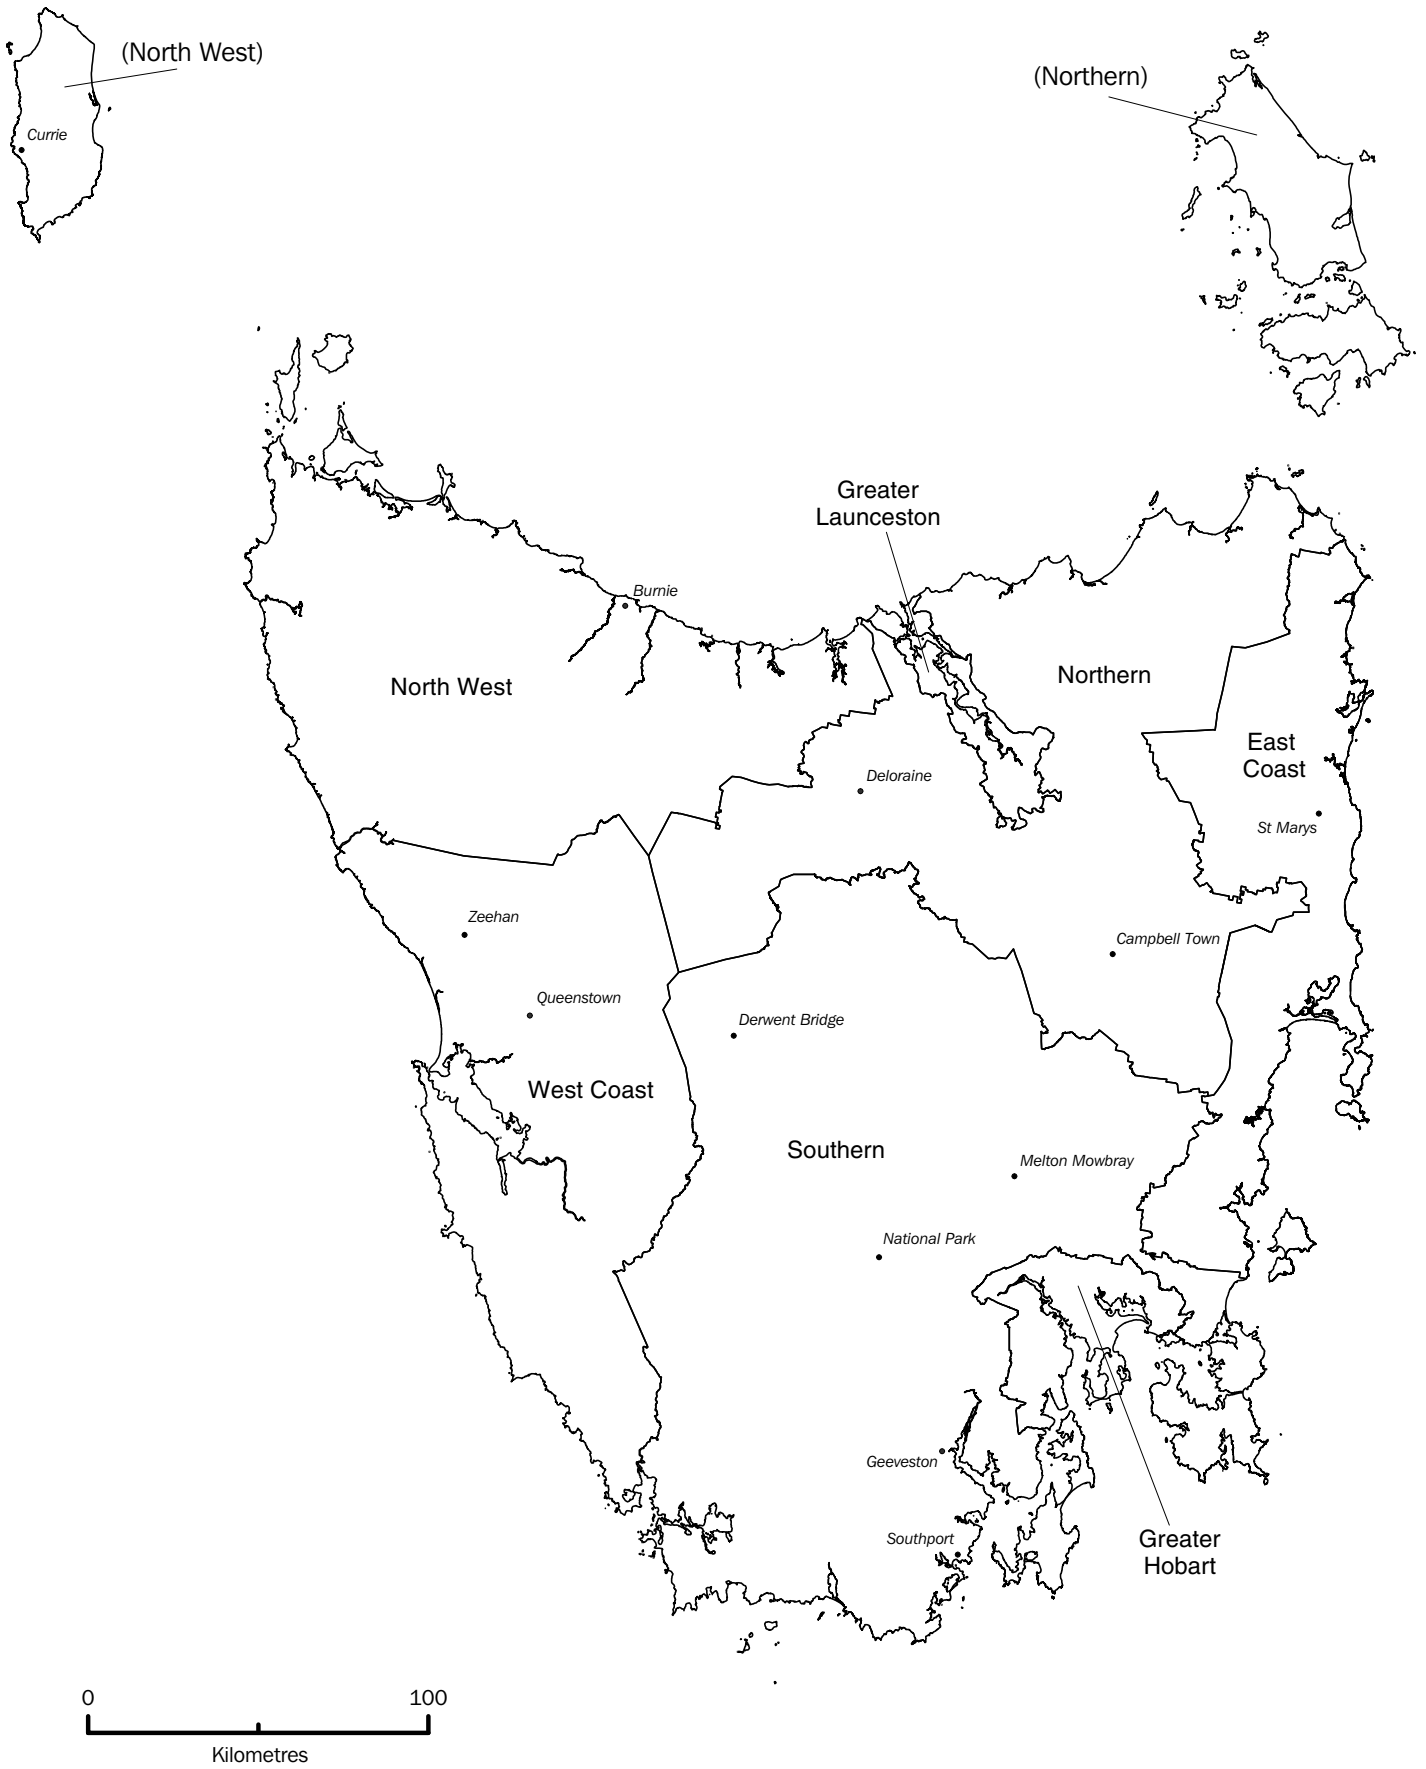 (North West)
(Northern)
Currie
Greater
Launceston
Burnie
North West
Northern
East
Coast
Deloraine
St Marys
Zeehan
Campbell Town
Queenstown
Derwent Bridge
West Coast
Southern
Melton Mowbray
National Park
Geeveston
Southport
Greater
Hobart
0
100
Kilometres